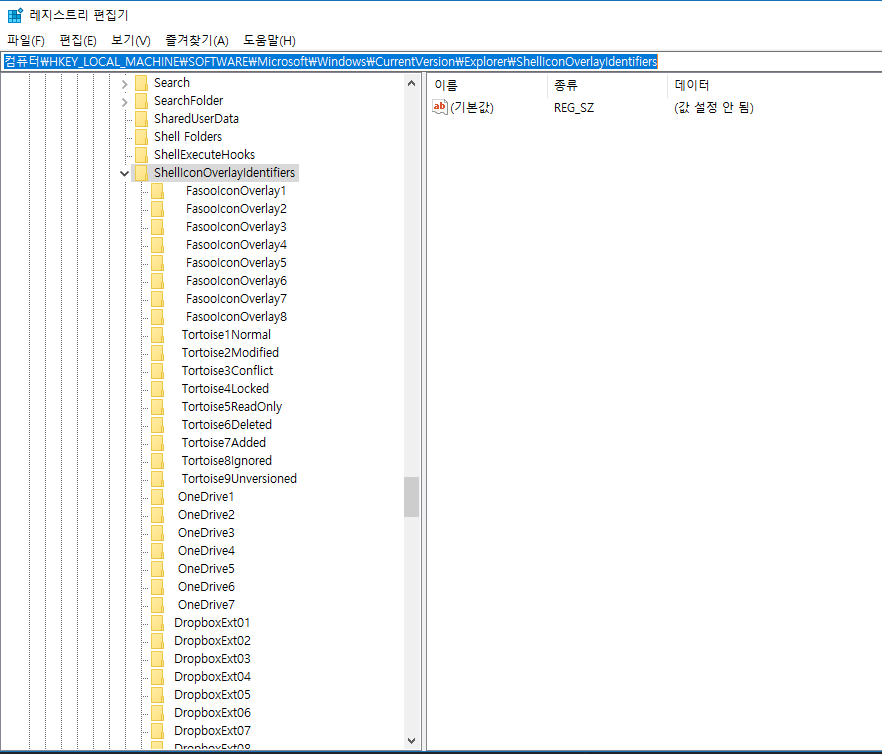 레지스트리 편집기
파일(F) 편집(E) 보기(V) 즐겨찾기(A) 도움말(H)
컴퓨터₩HKEY_LOCAL_MACHINE₩SOFTWARE₩Microsoft₩Windows₩CurrentVersion₩Explorer₩ShellIconOverlayIdentifiers
Search
SearchFolder
SharedUserData
Shell Folders
ShellExecuteHooks
ShellIconOverlayIdentifiers
FasooIconOverlay1
FasooIconOverlay2
FasooIconOverlay3
FasooIconOverlay4
FasooIconOverlay5
FasooIconOverlay6
FasooIconOverlay7
FasooIconOverlay8
Tortoise1Normal
Tortoise2Modified
Tortoise3Conflict
Tortoise4Locked
Tortoise5ReadOnly
Tortoise6Deleted
Tortoise7Added
Tortoise8Ignored
Tortoise9Unversioned
OneDrive1
OneDrive2
OneDrive3
OneDrive4
OneDrive5
OneDrive6
OneDrive7
DropboxExt01
DropboxExt02
DropboxExt03
DropboxExt04
DropboxExt05
DropboxExt06
DropboxExt07
DropboxExt08
이름 종류 데이터
ab (기본값) REG_SZ (값 설정 안 됨)